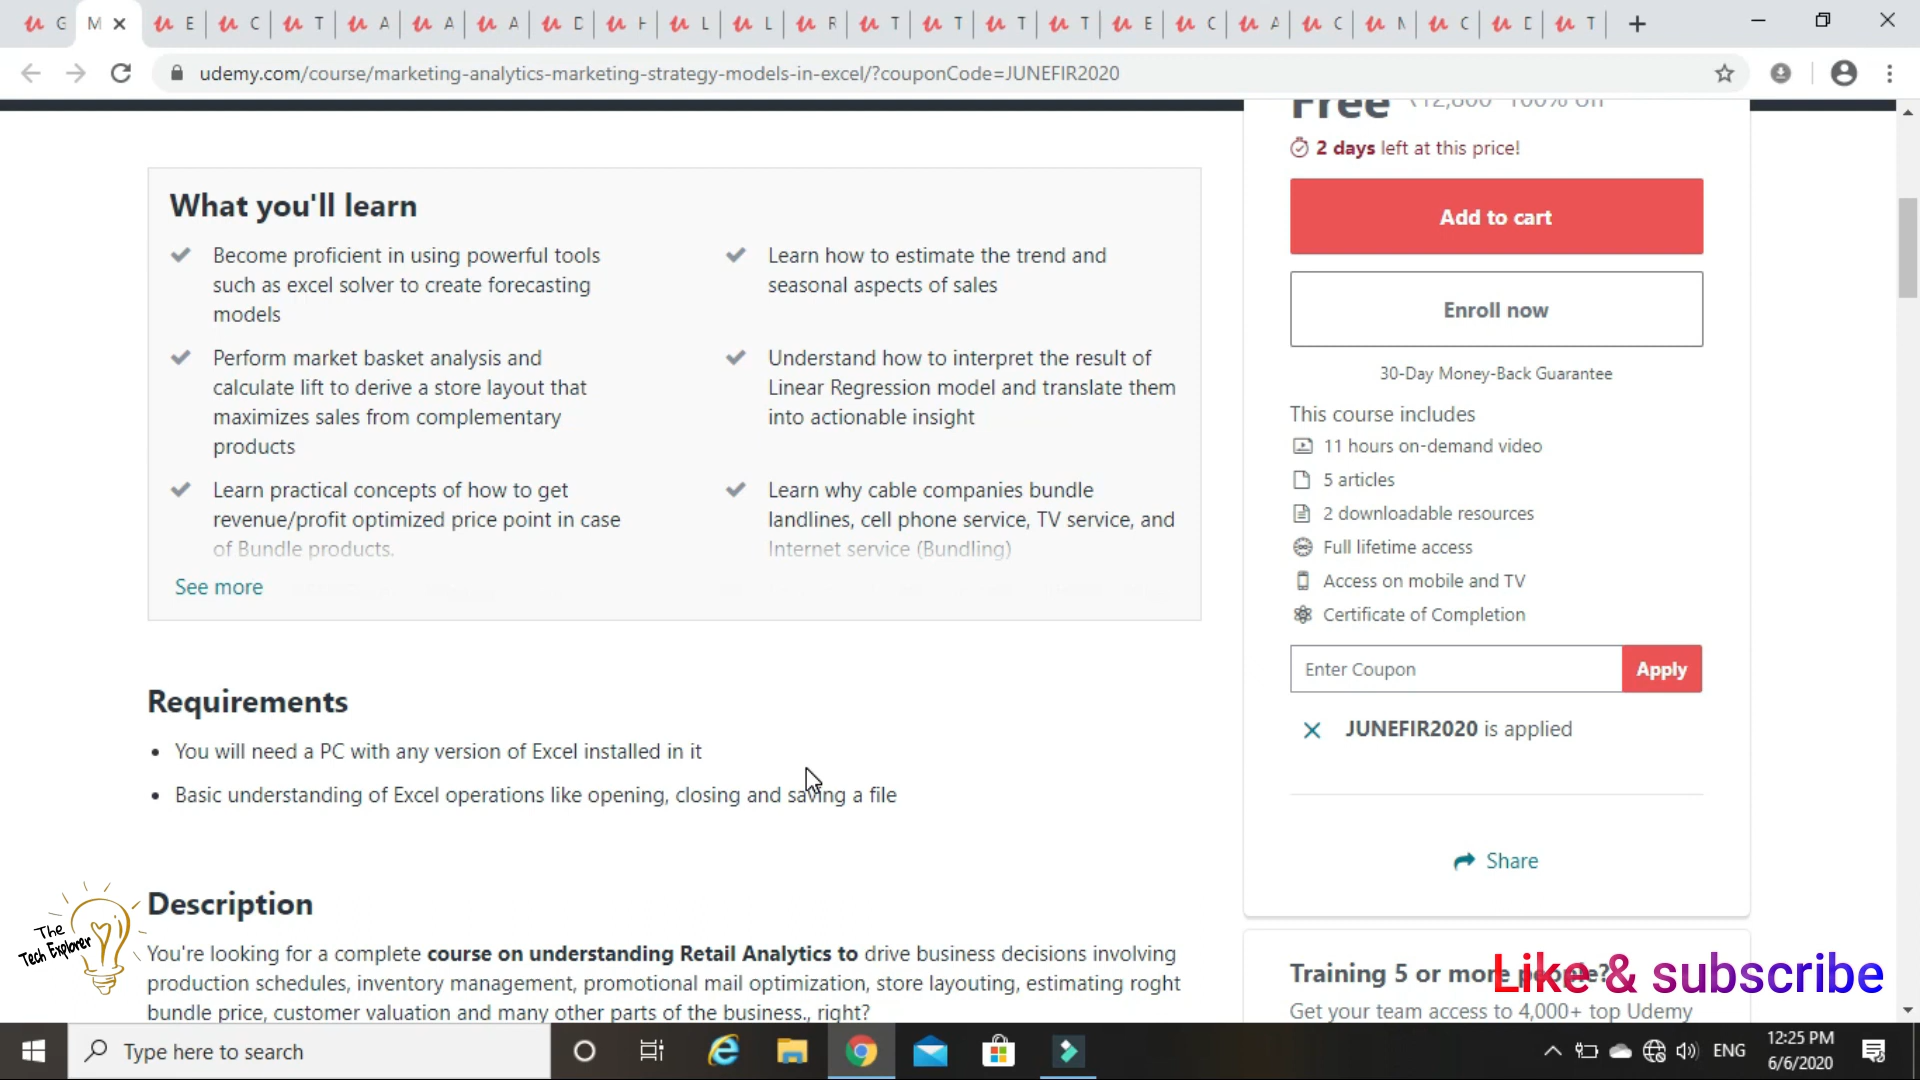 G M E C T A A A D H L L R T T T T E C A C M C D T
udemy.com/course/marketing-analytics-marketing-strategy-models-in-excel/?couponCode=JUNEFIR2020
Free ₹12,800 100% off
2 days left at this price!
Add to cart
Enroll now
30-Day Money-Back Guarantee
This course includes
11 hours on-demand video
5 articles
2 downloadable resources
Full lifetime access
Access on mobile and TV
Certificate of Completion
Enter Coupon Apply
JUNEFIR2020 is applied
Share
Training 5 or more people?
Get your team access to 4,000+ top Udemy
What you'll learn
Become proficient in using powerful tools
such as excel solver to create forecasting
models
Learn how to estimate the trend and
seasonal aspects of sales
Perform market basket analysis and
calculate lift to derive a store layout that
maximizes sales from complementary
products
Understand how to interpret the result of
Linear Regression model and translate them
into actionable insight
Learn practical concepts of how to get
revenue/profit optimized price point in case
of Bundle products.
Learn why cable companies bundle
landlines, cell phone service, TV service, and
Internet service (Bundling)
See more
Requirements
You will need a PC with any version of Excel installed in it
Basic understanding of Excel operations like opening, closing and saving a file
Description
You're looking for a complete course on understanding Retail Analytics to drive business decisions involving
production schedules, inventory management, promotional mail optimization, store layouting, estimating roght
bundle price, customer valuation and many other parts of the business., right?
The
Tech Explorer
Like & subscribe
Type here to search
ENG
12:25 PM
6/6/2020